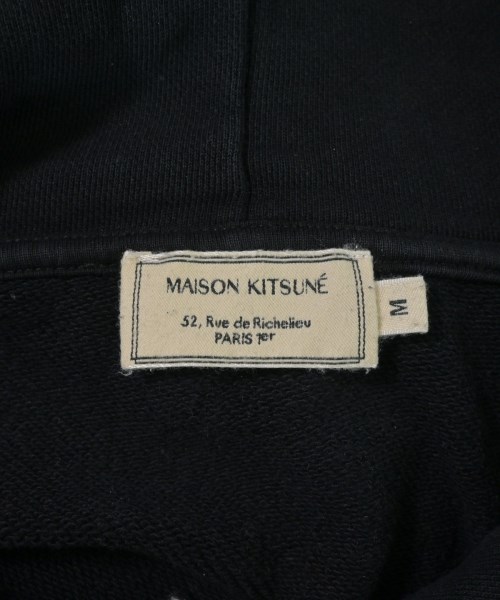 MAISON KITSUNÉ
52, Rue de Richelieu
PARIS 1er
M